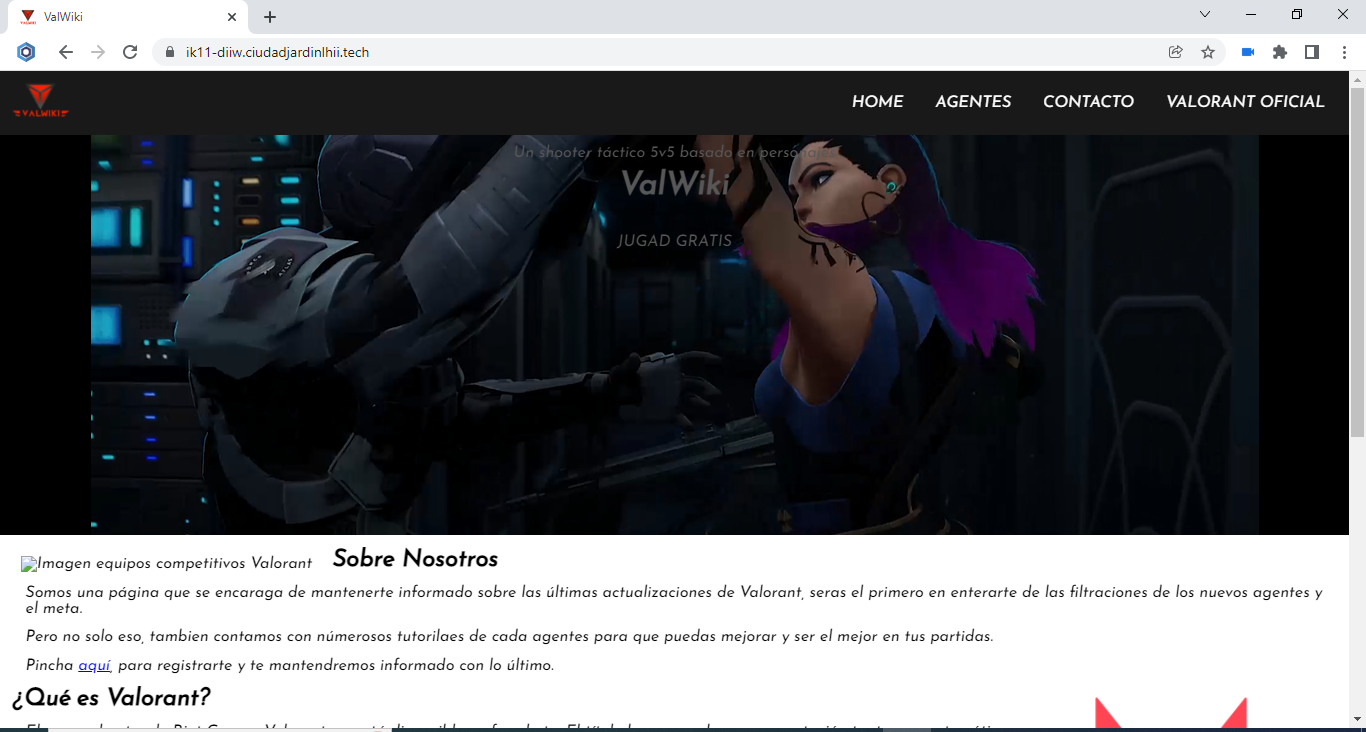 ValWiki
ik11-diiw.ciudadjardinlhii.tech
VALWIKI
HOME AGENTES CONTACTO VALORANT OFICIAL
Un shooter táctico 5v5 basado en
ValWiki
JUGAD GRATIS
Imagen equipos competitivos Valorant
Sobre Nosotros
Somos una página que se encaraga de mantenerte informado sobre las últimas actualizaciones de Valorant, seras el primero en enterarte de las filtraciones de los nuevos agentes y
el meta.
Pero no solo eso, tambien contamos con númerosos tutorilaes de cada agentes para que puedas mejorar y ser el mejor en tus partidas.
Pincha aquí, para registrarte y te mantendremos informado con lo último.
¿Qué es Valorant?